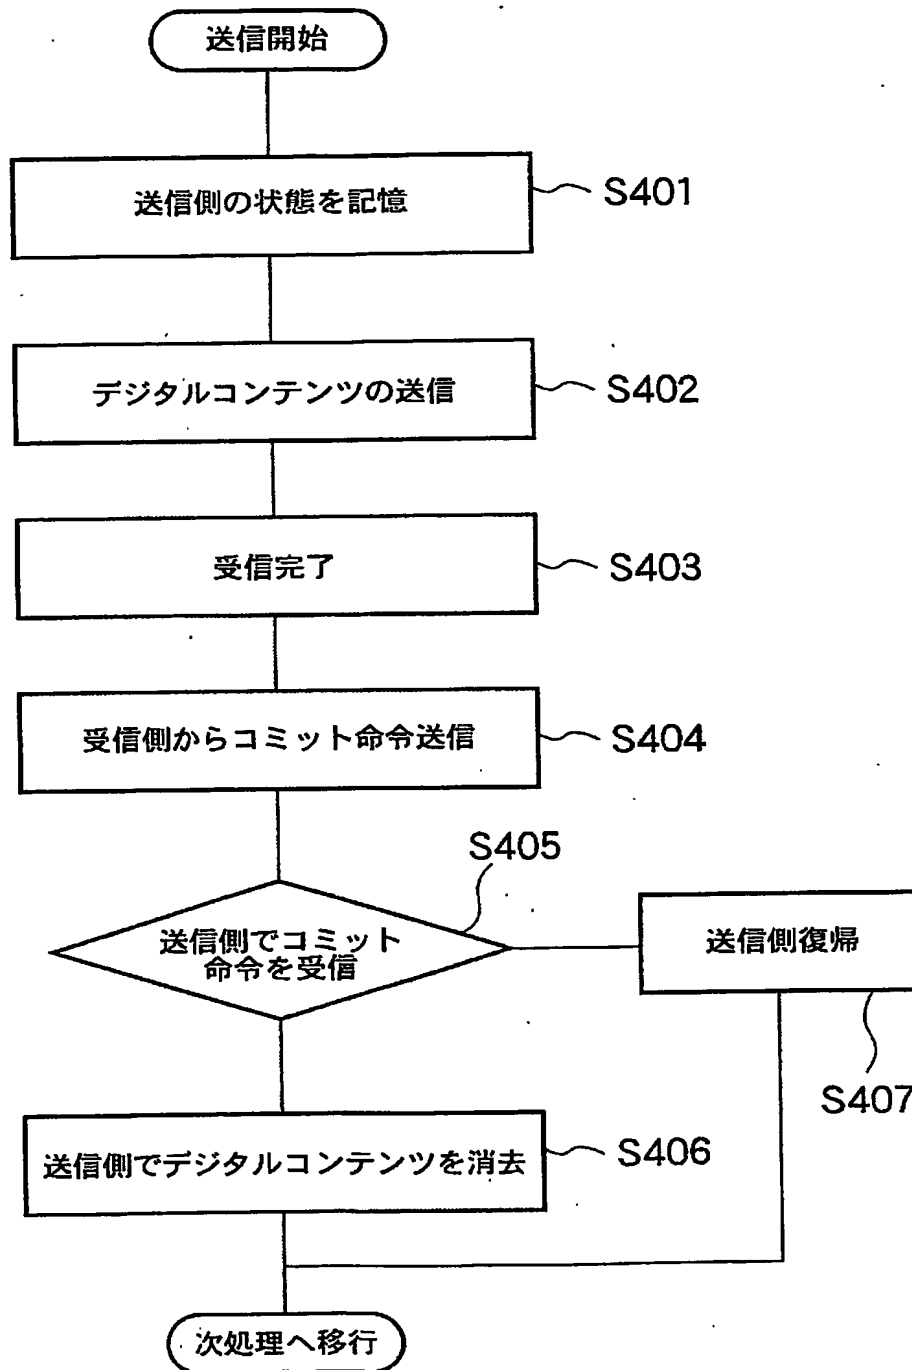 送信開始
送信側の状態を記憶
S401
デジタルコンテンツの送信
S402
受信完了
S403
受信側からコミット命令送信
S404
S405
送信側でコミット
命令を受信
送信側復帰
S407
送信側でデジタルコンテンツを消去
S406
次処理へ移行